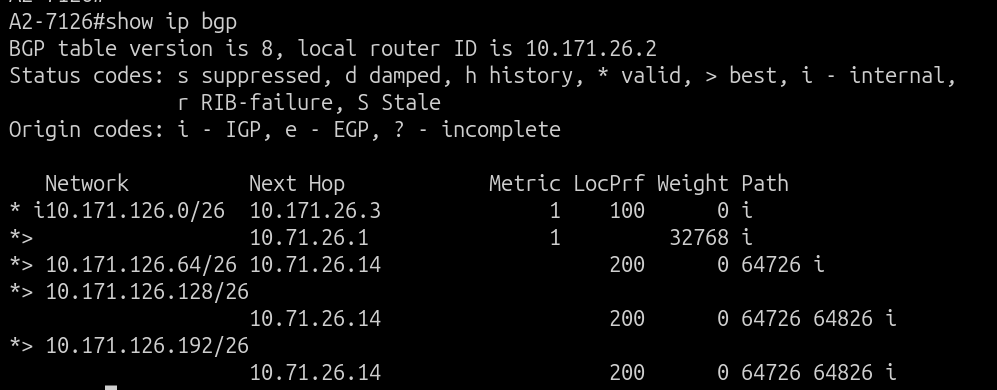 A2-7126#show ip bgp
BGP table version is 8, local router ID is 10.171.26.2
Status codes: s suppressed, d damped, h history, * valid, > best, i - internal,
              r RIB-failure, S Stale
Origin codes: i - IGP, e - EGP, ? - incomplete

   Network          Next Hop            Metric LocPrf Weight Path
* i10.171.126.0/26  10.171.26.3              1    100      0 i
*>                  10.71.26.1               1         32768 i
*> 10.171.126.64/26 10.71.26.14                   200      0 64726 i
*> 10.171.126.128/26
                    10.71.26.14                   200      0 64726 64826 i
*> 10.171.126.192/26
                    10.71.26.14                   200      0 64726 64826 i